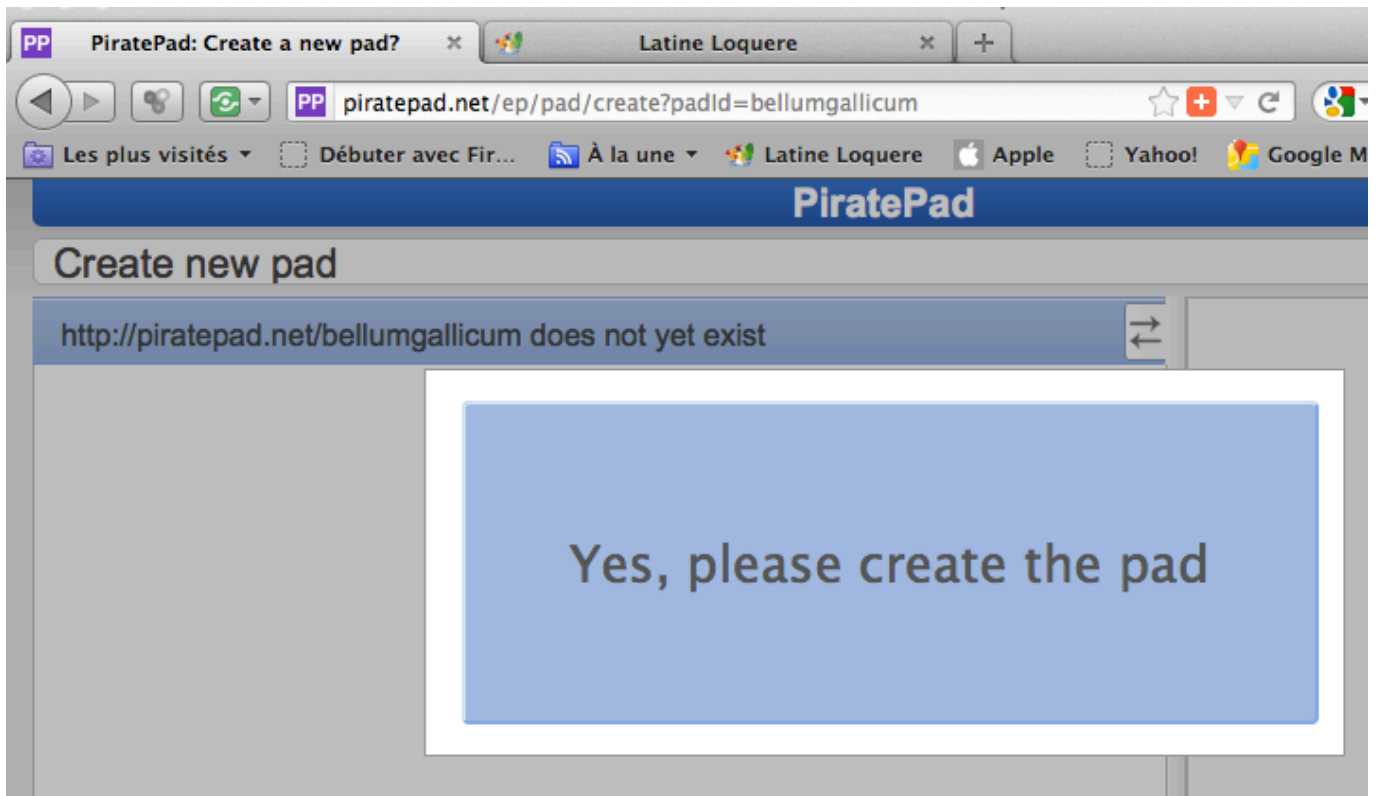 PP PiratePad: Create a new pad? × Latine Loquere × +
PP piratepad.net/ep/pad/create?padId=bellumgallicum
Les plus visités Débuter avec Fir... À la une Latine Loquere Apple Yahoo! Google M
PiratePad
Create new pad
http://piratepad.net/bellumgallicum does not yet exist
Yes, please create the pad